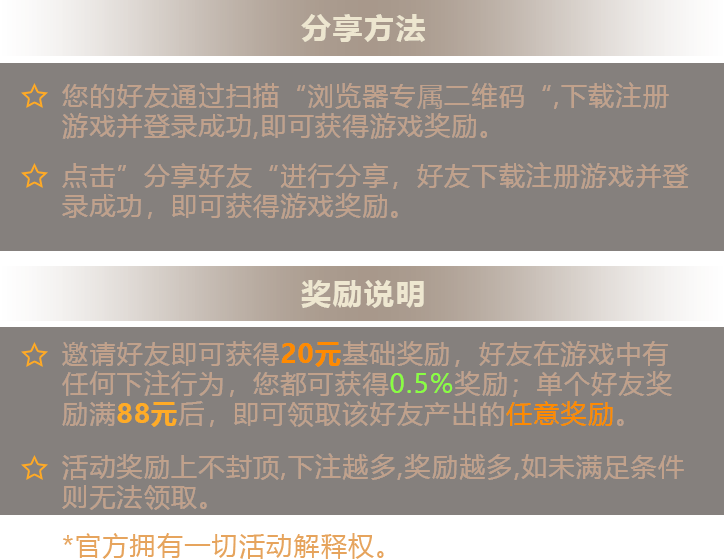 分享方法
您的好友通过扫描“浏览器专属二维码“,下载注册
游戏并登录成功,即可获得游戏奖励。
点击”分享好友“进行分享，好友下载注册游戏并登
录成功，即可获得游戏奖励。
奖励说明
邀请好友即可获得20元基础奖励，好友在游戏中有
任何下注行为，您都可获得0.5%奖励；单个好友奖
励满88元后，即可领取该好友产出的任意奖励。
活动奖励上不封顶,下注越多,奖励越多,如未满足条件
则无法领取。
*官方拥有一切活动解释权。